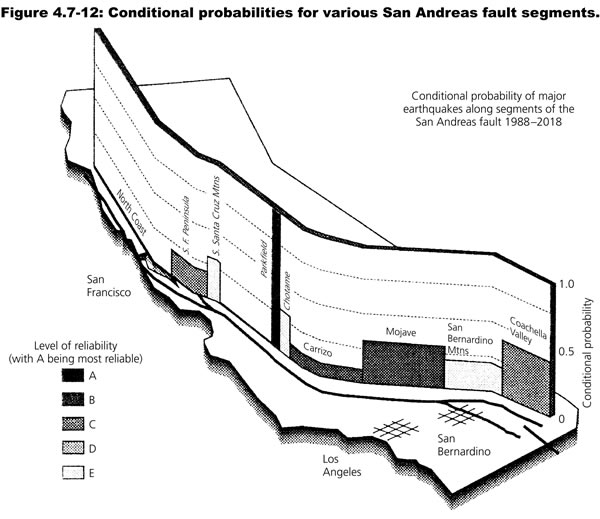 Figure 4.7-12: Conditional probabilities for various San Andreas fault segments.
Conditional probability of major
earthquakes along segments of the
San Andreas fault 1988–2018
North Coast
S. F. Peninsula
S. Santa Cruz Mtns
Parkfield
Cholame
Carrizo
Mojave
San
Bernardino
Mtns
Coachella
Valley
1.0
0.5
0
Conditional probability
San
Francisco
Level of reliability
(with A being most reliable)
A
B
C
D
E
Los
Angeles
San
Bernardino